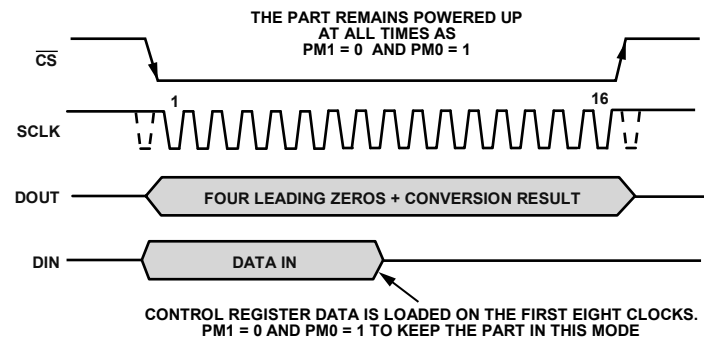 THE PART REMAINS POWERED UP
AT ALL TIMES AS
PM1 = 0 AND PM0 = 1
CS
1
16
SCLK
DOUT
FOUR LEADING ZEROS + CONVERSION RESULT
DIN
DATA IN
CONTROL REGISTER DATA IS LOADED ON THE FIRST EIGHT CLOCKS.
PM1 = 0 AND PM0 = 1 TO KEEP THE PART IN THIS MODE